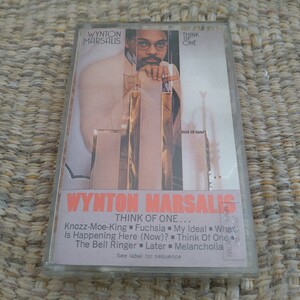 WYNTON
MARSALIS
THINK
OF
ONE
WYNTON MARSALIS
THINK OF ONE...
Knozz-Moe-King ▪ Fuchsia ▪ My Ideal ▪ What
Is Happening Here (Now)? ▪ Think Of One ▪
The Bell Ringer ▪ Later ▪ Melancholia
See label for sequence